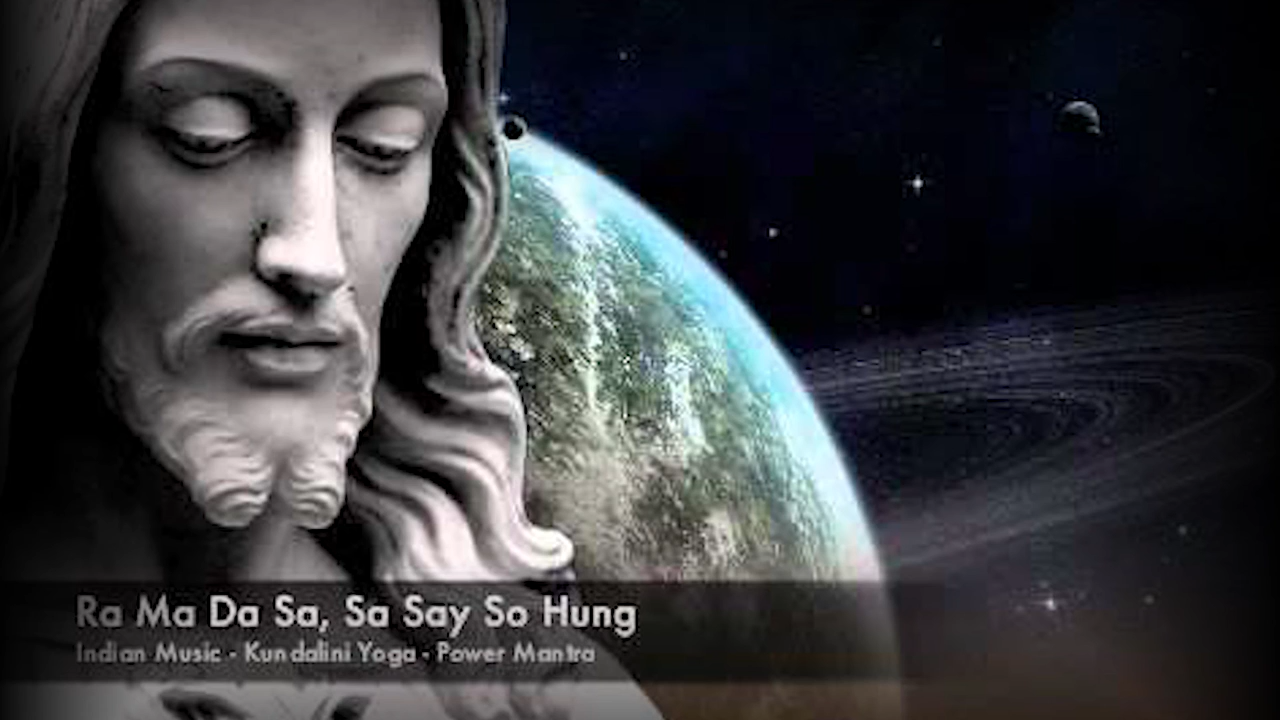 Ra Ma Da Sa, Sa Say So Hung
Indian Music - Kundalini Yoga - Power Mantra